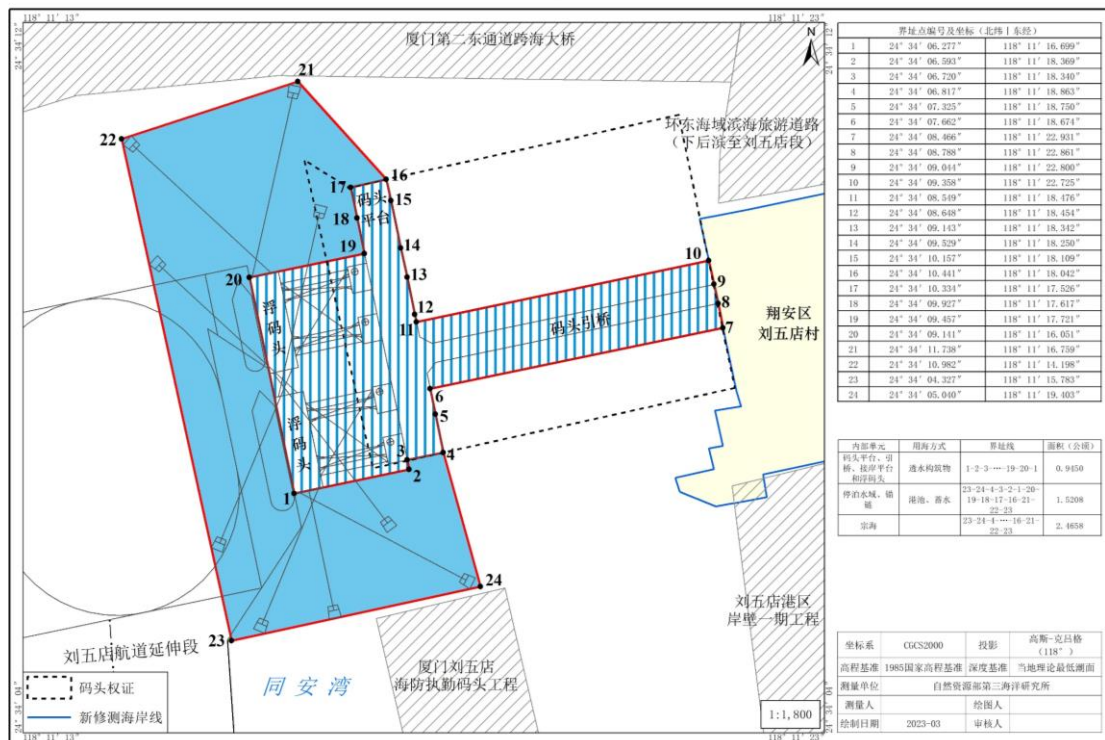 118° 11′ 13″
118° 11′ 23″
24° 34′ 12″
24° 34′ 12″
厦门第二东通道跨海大桥
N
21
22
环东海域滨海旅游道路
（下后滨至刘五店段）
16
17
15
码头
平台
18
14
19
13
20
10
9
8
7
12
11
浮码头
码头引桥
翔安区
刘五店村
6
5
浮码头
4
3
2
1
24
23
刘五店港区
岸壁一期工程
刘五店航道延伸段
厦门刘五店
海防执勤码头工程
同安湾
码头权证
新修测海岸线
1:1,800
24° 34′ 04″
24° 34′ 04″
118° 11′ 13″
118° 11′ 23″
界址点编号及坐标（北纬｜东经）
1 24° 34′ 06.277″ 118° 11′ 16.699″
2 24° 34′ 06.593″ 118° 11′ 18.369″
3 24° 34′ 06.720″ 118° 11′ 18.340″
4 24° 34′ 06.817″ 118° 11′ 18.863″
5 24° 34′ 07.325″ 118° 11′ 18.750″
6 24° 34′ 07.662″ 118° 11′ 18.674″
7 24° 34′ 08.466″ 118° 11′ 22.931″
8 24° 34′ 08.788″ 118° 11′ 22.861″
9 24° 34′ 09.044″ 118° 11′ 22.800″
10 24° 34′ 09.358″ 118° 11′ 22.725″
11 24° 34′ 08.549″ 118° 11′ 18.476″
12 24° 34′ 08.648″ 118° 11′ 18.454″
13 24° 34′ 09.143″ 118° 11′ 18.342″
14 24° 34′ 09.529″ 118° 11′ 18.250″
15 24° 34′ 10.157″ 118° 11′ 18.109″
16 24° 34′ 10.441″ 118° 11′ 18.042″
17 24° 34′ 10.334″ 118° 11′ 17.526″
18 24° 34′ 09.927″ 118° 11′ 17.617″
19 24° 34′ 09.457″ 118° 11′ 17.721″
20 24° 34′ 09.141″ 118° 11′ 16.051″
21 24° 34′ 11.738″ 118° 11′ 16.759″
22 24° 34′ 10.982″ 118° 11′ 14.198″
23 24° 34′ 04.327″ 118° 11′ 15.783″
24 24° 34′ 05.040″ 118° 11′ 19.403″
内部单元 用海方式 界址线 面积（公顷）
码头平台、引
桥、接岸平台
和浮码头 透水构筑物 1-2-3-…-19-20-1 0.9450
停泊水域、锚
链 港池、蓄水 23-24-4-3-2-1-20-
19-18-17-16-21-
22-23 1.5208
宗海 23-24-4-…-16-21-
22-23 2.4658
坐标系 CGCS2000 投影 高斯-克吕格
（118°）
高程基准 1985国家高程基准 深度基准 当地理论最低潮面
测量单位 自然资源部第三海洋研究所
测量人 绘图人
绘制日期 2023-03 审核人